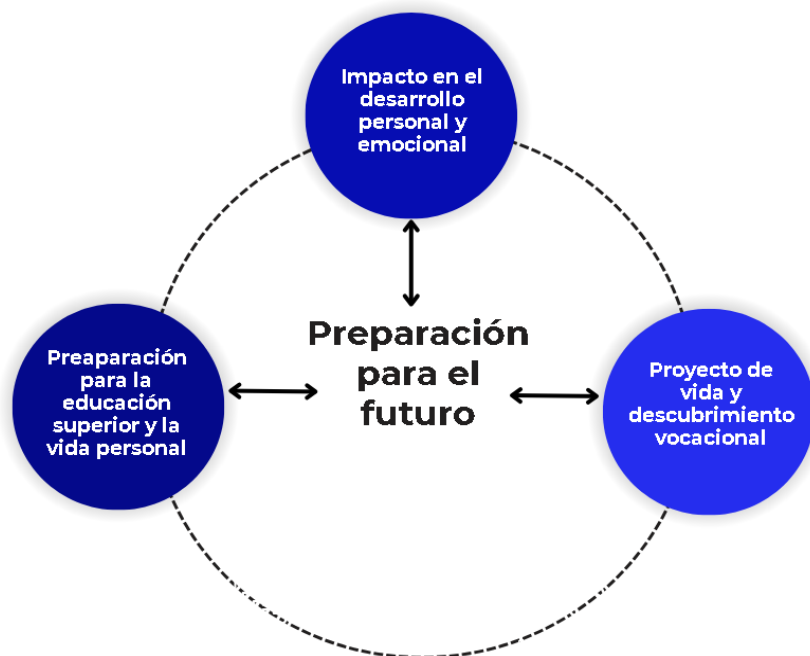 Impacto en el
desarrollo
personal y
emocional
Preparación
para el
futuro
Preaparación
para la
educación
superior y la
vida personal
Proyecto de
vida y
descubrimiento
vocacional